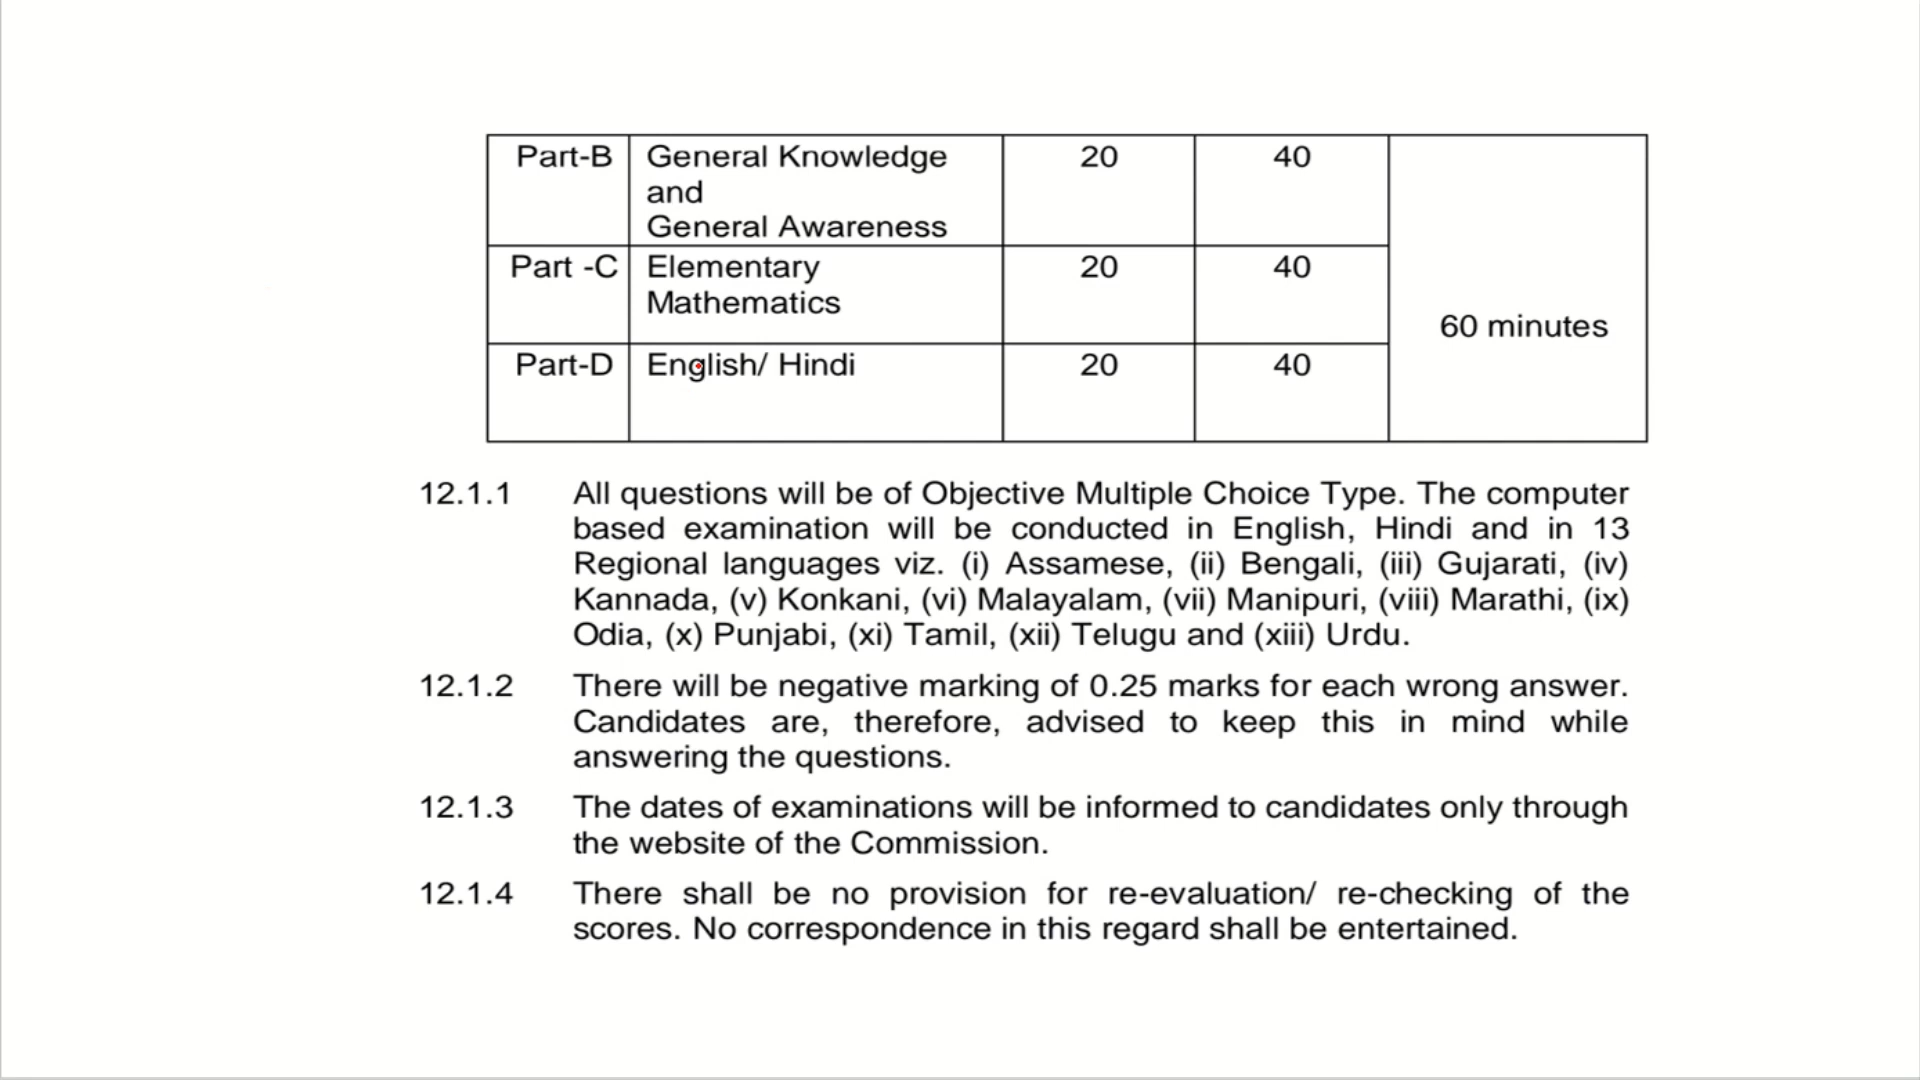 Part-B General Knowledge 20 40
and
General Awareness
Part -C Elementary 20 40
Mathematics
60 minutes
Part-D English/ Hindi 20 40
12.1.1 All questions will be of Objective Multiple Choice Type. The computer
based examination will be conducted in English, Hindi and in 13
Regional languages viz. (i) Assamese, (ii) Bengali, (iii) Gujarati, (iv)
Kannada, (v) Konkani, (vi) Malayalam, (vii) Manipuri, (viii) Marathi, (ix)
Odia, (x) Punjabi, (xi) Tamil, (xii) Telugu and (xiii) Urdu.
12.1.2 There will be negative marking of 0.25 marks for each wrong answer.
Candidates are, therefore, advised to keep this in mind while
answering the questions.
12.1.3 The dates of examinations will be informed to candidates only through
the website of the Commission.
12.1.4 There shall be no provision for re-evaluation/ re-checking of the
scores. No correspondence in this regard shall be entertained.